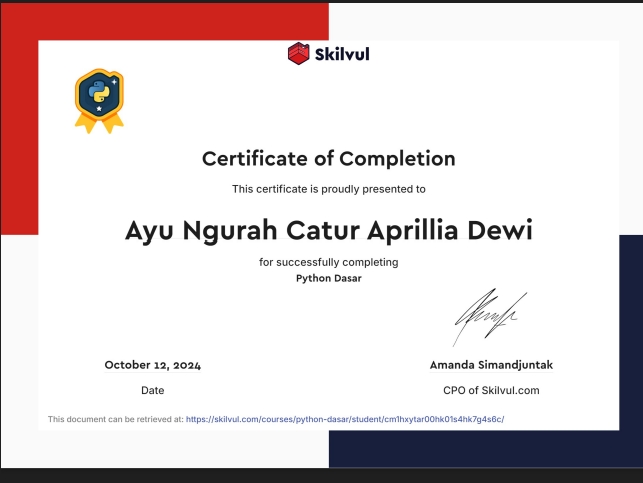 Skilvul
Certificate of Completion
This certificate is proudly presented to
Ayu Ngurah Catur Aprillia Dewi
for successfully completing
Python Dasar
October 12, 2024
Date
Amanda Simandjuntak
CPO of Skilvul.com
This document can be retrieved at: https://skilvul.com/courses/python-dasar/student/cm1hxytar00hk01s4hk7g4s6c/